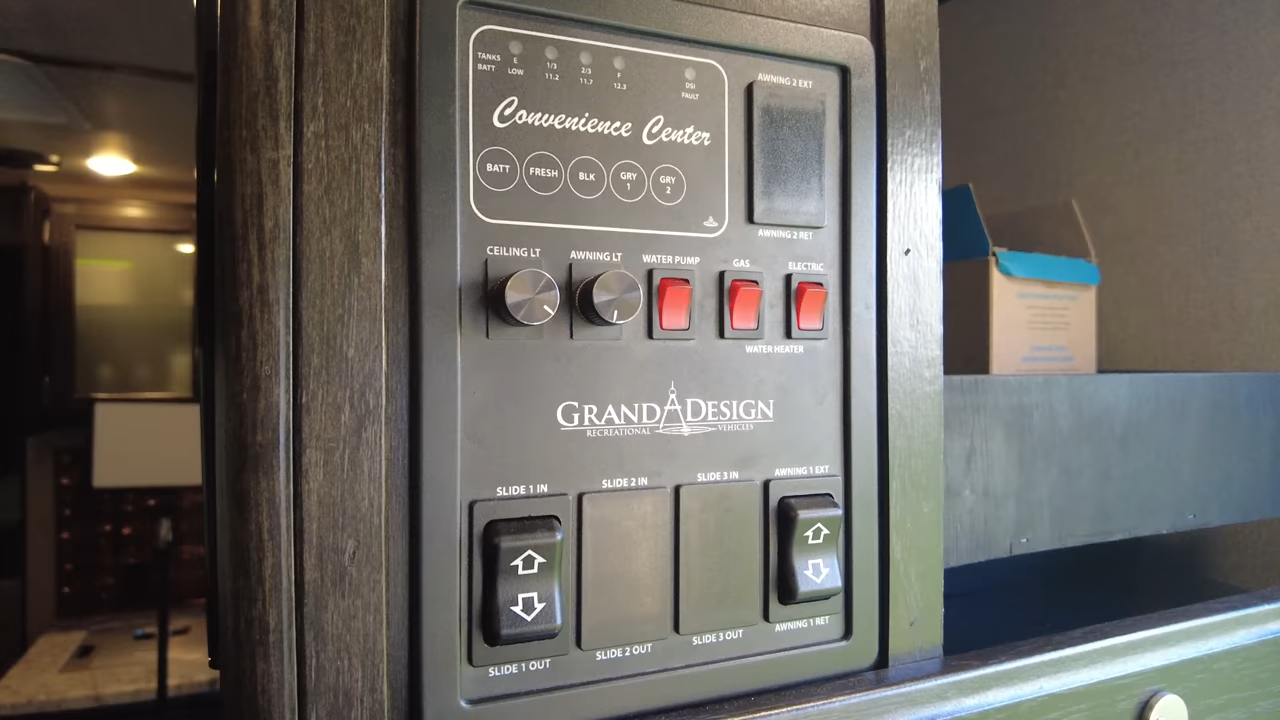 TANKS E 1/3 2/3 F DSI
BATT LOW 11.2 11.7 12.3 FAULT
Convenience Center
BATT FRESH BLK GRY 1 GRY 2
AWNING 2 EXT
AWNING 2 RET
CEILING LT AWNING LT WATER PUMP GAS ELECTRIC
WATER HEATER
GRAND DESIGN
RECREATIONAL VEHICLES
SLIDE 1 IN SLIDE 2 IN SLIDE 3 IN AWNING 1 EXT
SLIDE 1 OUT SLIDE 2 OUT SLIDE 3 OUT AWNING 1 RET